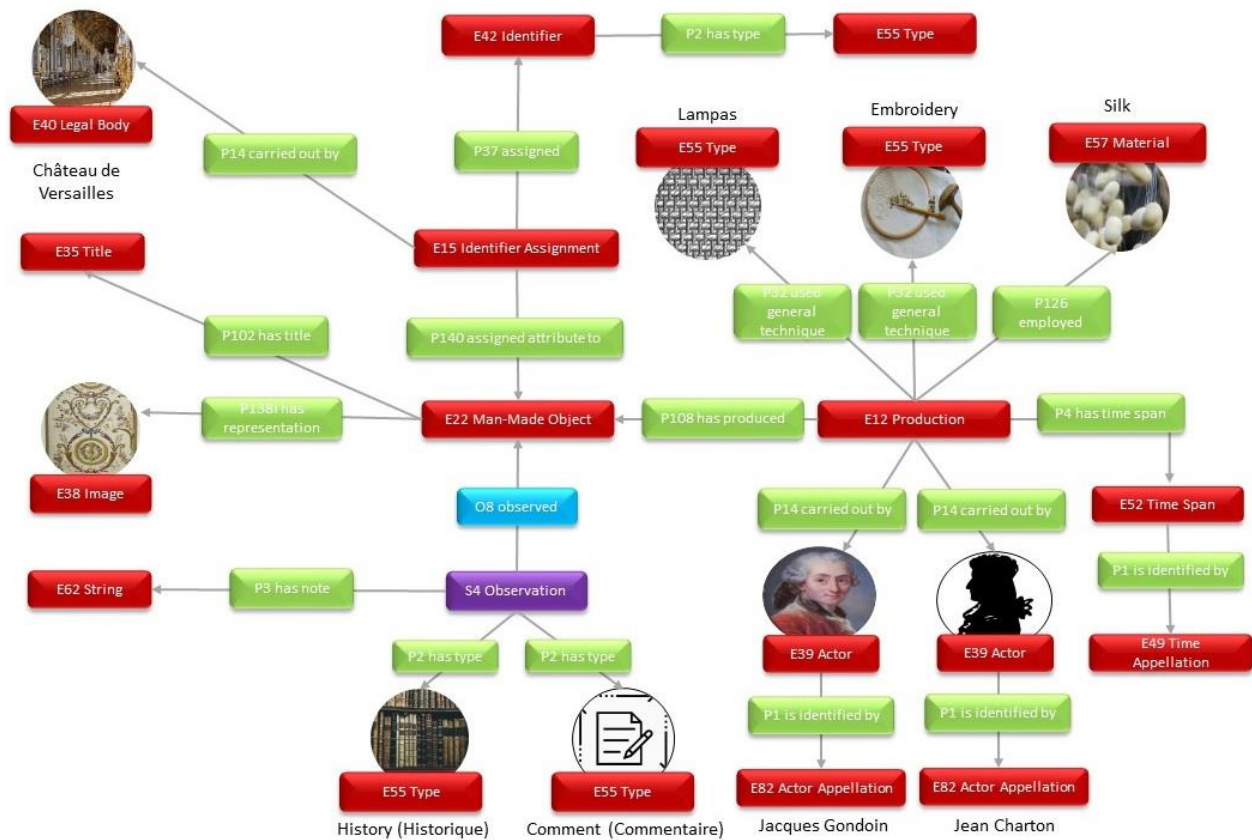 E42 Identifier
P2 has type
E55 Type
E40 Legal Body
Château de
Versailles
P14 carried out by
P37 assigned
Lampas
E55 Type
Embroidery
E55 Type
Silk
E57 Material
E35 Title
E15 Identifier Assignment
P102 has title
P140 assigned attribute to
P32 used
general
technique
P32 used
general
technique
P126
employed
P138i has
representation
E22 Man-Made Object
P108 has produced
E12 Production
P4 has time span
E38 Image
O8 observed
P14 carried out by
P14 carried out by
E52 Time Span
E62 String
P3 has note
S4 Observation
P1 is identified by
P2 has type
P2 has type
E39 Actor
E39 Actor
E49 Time
Appellation
P1 is identified by
P1 is identified by
E55 Type
E55 Type
E82 Actor Appellation
E82 Actor Appellation
History (Historique)
Comment (Commentaire)
Jacques Gondoin
Jean Charton